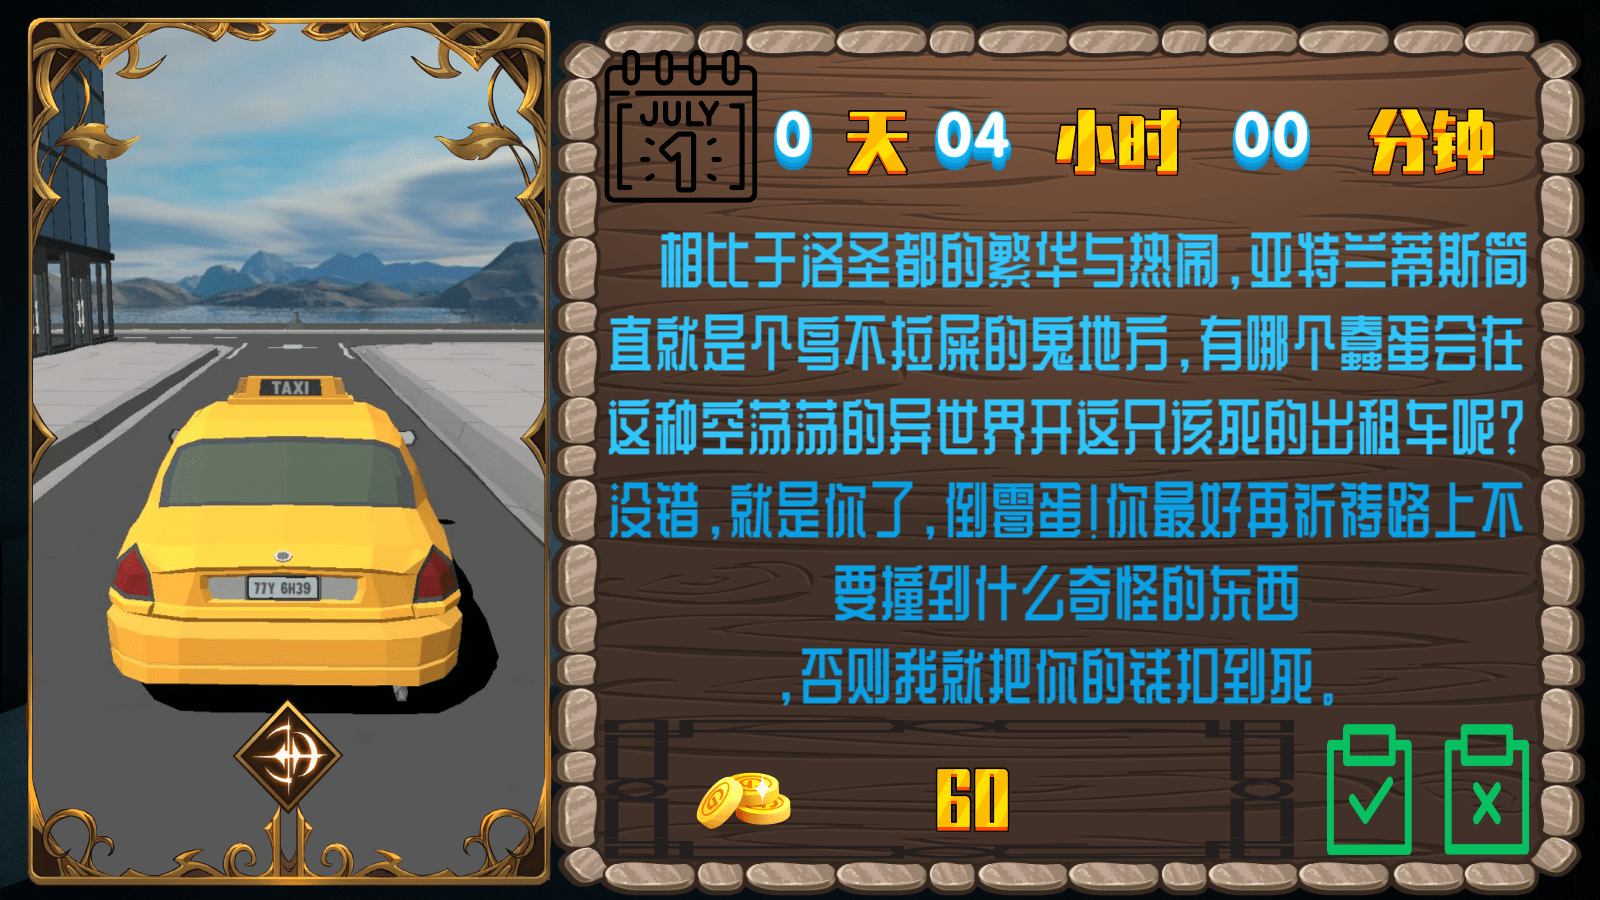 JULY
1
0 天 04 小时 00 分钟
相比于洛圣都的繁华与热闹,亚特兰蒂斯简
直就是个鸟不拉屎的鬼地方,有哪个蠢蛋会在
这种空荡荡的异世界开这只该死的出租车呢?
没错,就是你了,倒霉蛋!你最好再祈祷路上不
要撞到什么奇怪的东西
,否则我就把你的钱扣到死。
60
TAXI
77Y 6H39